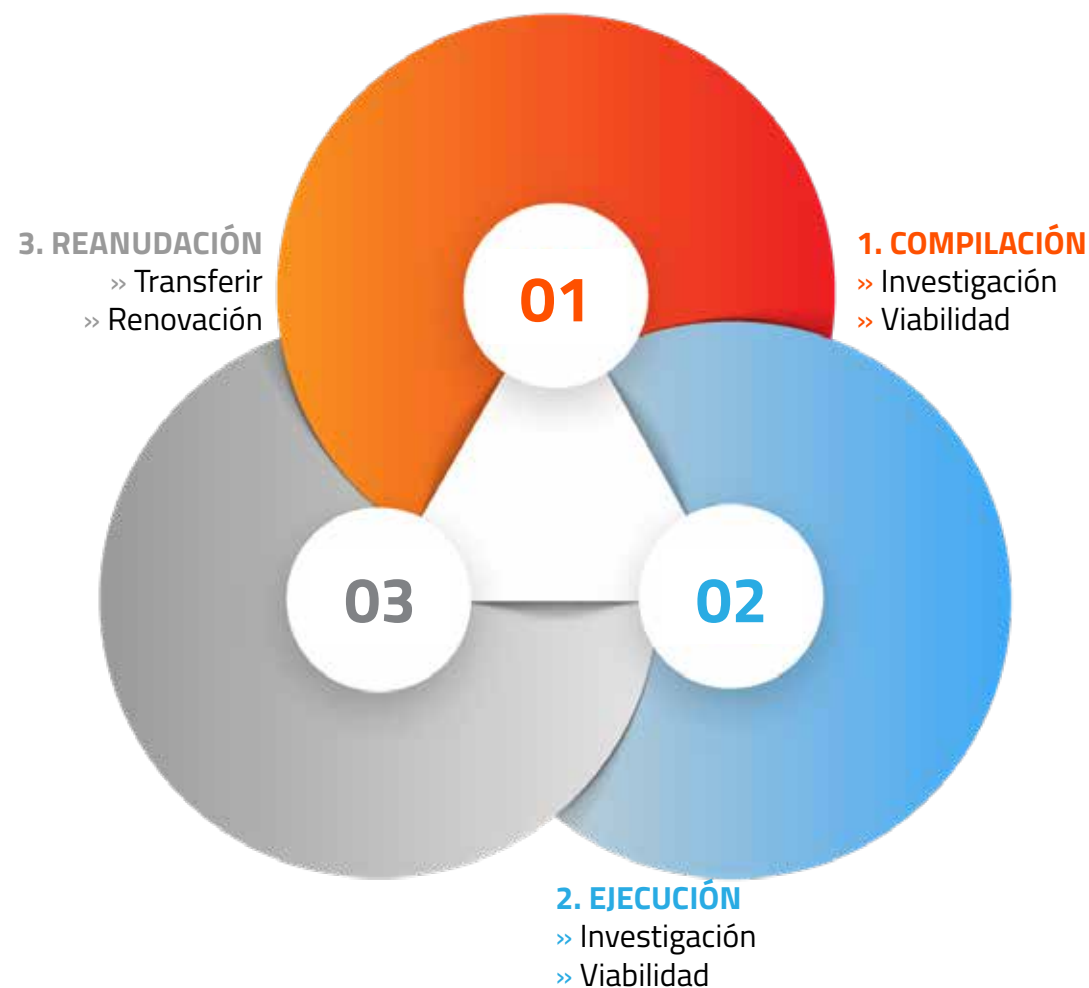 3. REANUDACIÓN
» Transferir
» Renovación
01
1. COMPILACIÓN
» Investigación
» Viabilidad
03
02
2. EJECUCIÓN
» Investigación
» Viabilidad